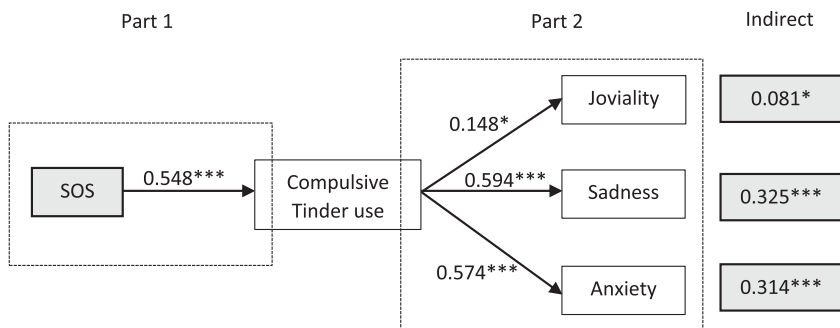 Part 1
Part 2
Indirect
Joviality
0.081*
0.148*
SOS
0.548***
Compulsive
Tinder use
0.594***
Sadness
0.325***
0.574***
Anxiety
0.314***